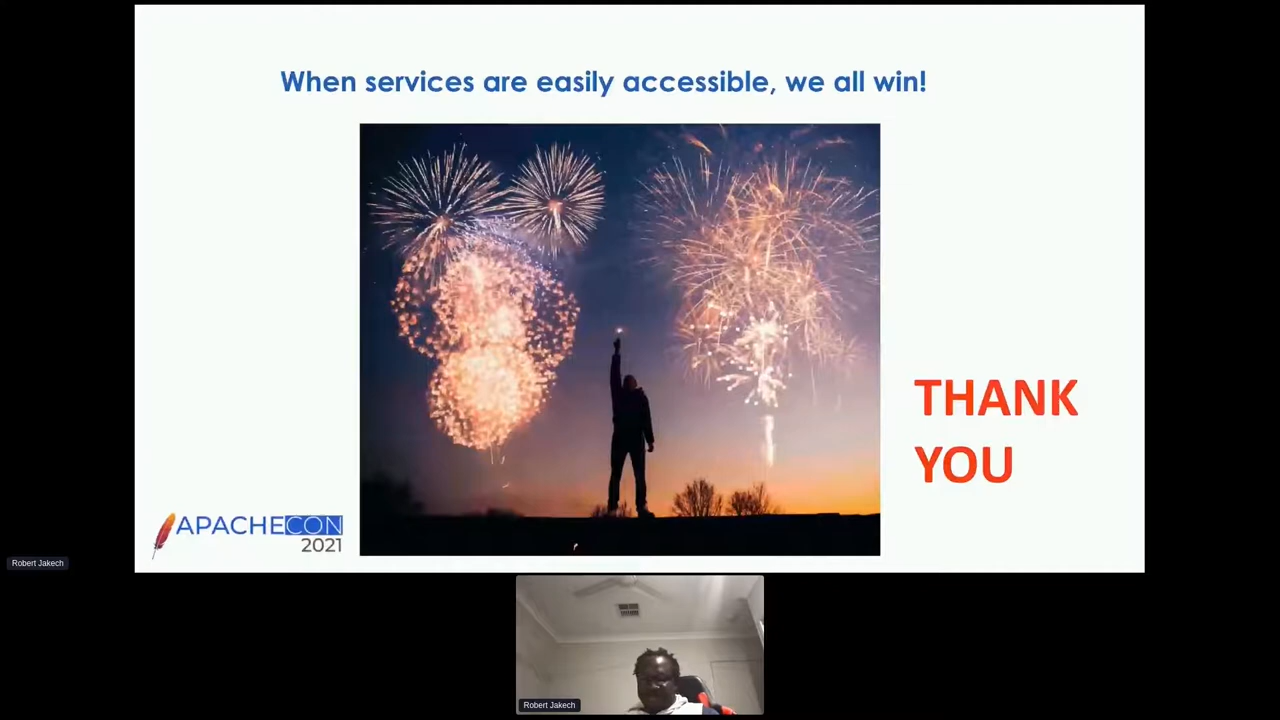 When services are easily accessible, we all win!
THANK
YOU
APACHECON
2021
Robert Jakech
Robert Jakech